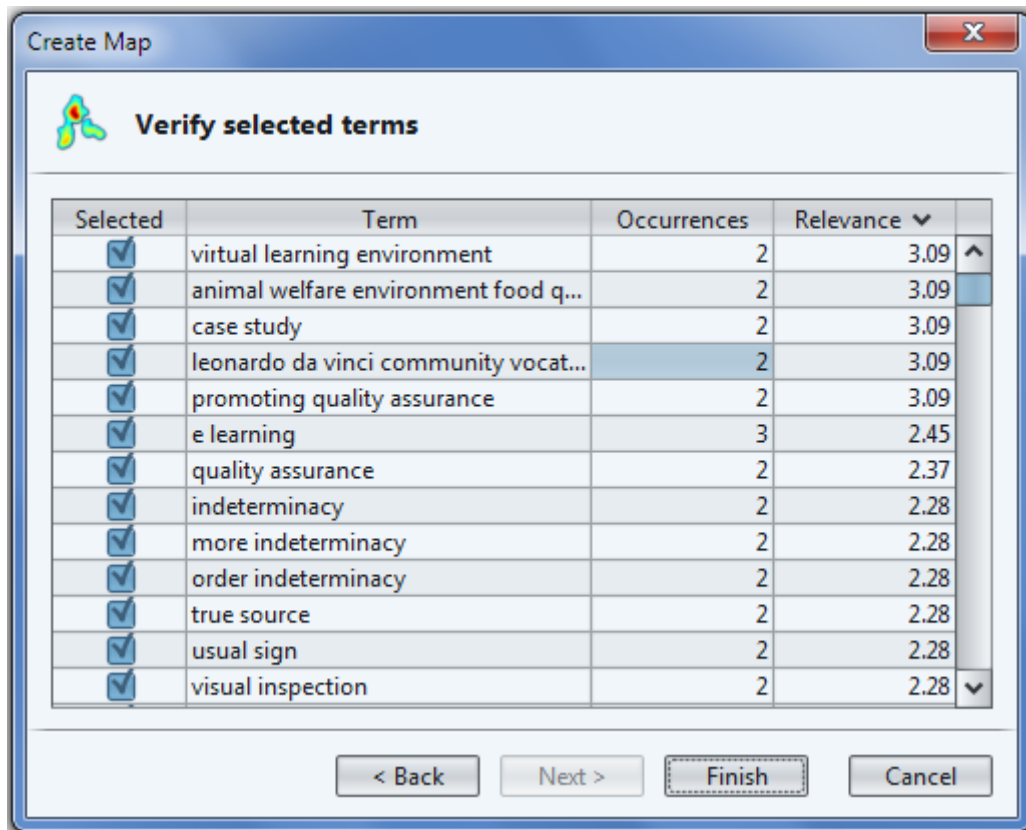 Create Map
Verify selected terms
Selected Term Occurrences Relevance
virtual learning environment 2 3.09
animal welfare environment food q... 2 3.09
case study 2 3.09
leonardo da vinci community vocat... 2 3.09
promoting quality assurance 2 3.09
e learning 3 2.45
quality assurance 2 2.37
indeterminacy 2 2.28
more indeterminacy 2 2.28
order indeterminacy 2 2.28
true source 2 2.28
usual sign 2 2.28
visual inspection 2 2.28
< Back Next > Finish Cancel